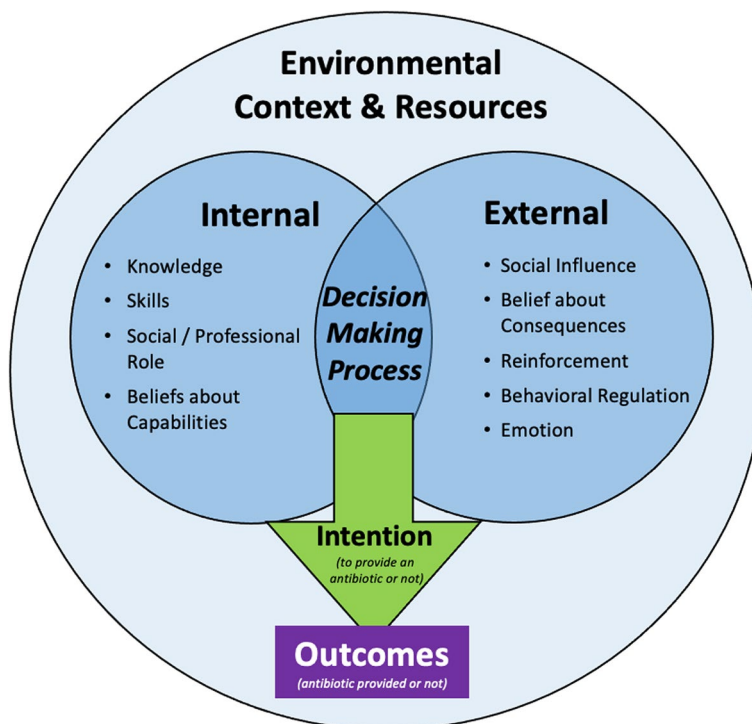 Environmental
Context & Resources
Internal
• Knowledge
• Skills
• Social / Professional
Role
• Beliefs about
Capabilities
Decision
Making
Process
External
• Social Influence
• Belief about
Consequences
• Reinforcement
• Behavioral Regulation
• Emotion
Intention
(to provide an
antibiotic or not)
Outcomes
(antibiotic provided or not)